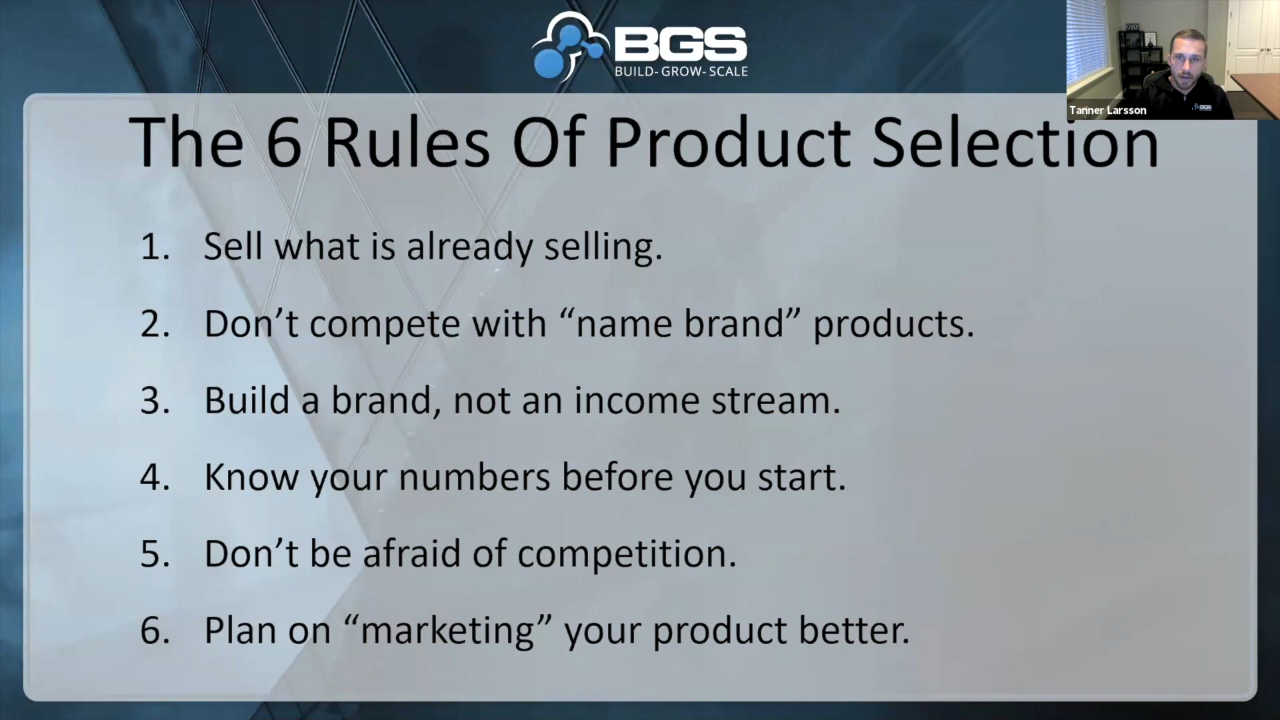 BGS
BUILD-GROW-SCALE
Tanner Larsson
The 6 Rules Of Product Selection
1. Sell what is already selling.
2. Don’t compete with “name brand” products.
3. Build a brand, not an income stream.
4. Know your numbers before you start.
5. Don’t be afraid of competition.
6. Plan on “marketing” your product better.